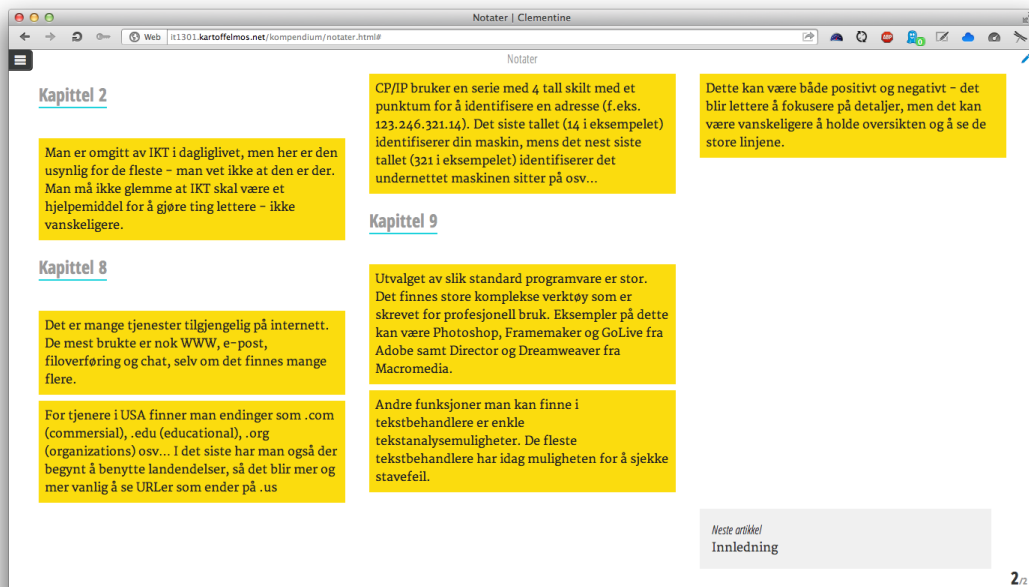 Notater | Clementine
Web it1301.kartoffelmos.net/kompendium/notater.html#
ABP
0
Notater
Kapittel 2
Man er omgitt av IKT i dagliglivet, men her er den
usynlig for de fleste – man vet ikke at den er der.
Man må ikke glemme at IKT skal være et
hjelpemiddel for å gjøre ting lettere – ikke
vanskeligere.
Kapittel 8
Det er mange tjenester tilgjengelig på internett.
De mest brukte er nok WWW, e-post,
filoverføring og chat, selv om det finnes mange
flere.
For tjenere i USA finner man endinger som .com
(commersial), .edu (educational), .org
(organizations) osv... I det siste har man også der
begynt å benytte landendelser, så det blir mer og
mer vanlig å se URLer som ender på .us
CP/IP bruker en serie med 4 tall skilt med et
punktum for å identifisere en adresse (f.eks.
123.246.321.14). Det siste tallet (14 i eksempelet)
identifiserer din maskin, mens det nest siste
tallet (321 i eksempelet) identifiserer det
undernettet maskinen sitter på osv...
Kapittel 9
Utvalget av slik standard programvare er stor.
Det finnes store komplekse verktøy som er
skrevet for profesjonell bruk. Eksempler på dette
kan være Photoshop, Framemaker og GoLive fra
Adobe samt Director og Dreamweaver fra
Macromedia.
Andre funksjoner man kan finne i
tekstbehandlere er enkle
tekstanalysemuligheter. De fleste
tekstbehandlere har idag muligheten for å sjekke
stavefeil.
Dette kan være både positivt og negativt – det
blir lettere å fokusere på detaljer, men det kan
være vanskeligere å holde oversikten og å se de
store linjene.
Neste artikkel
Innledning
2/2